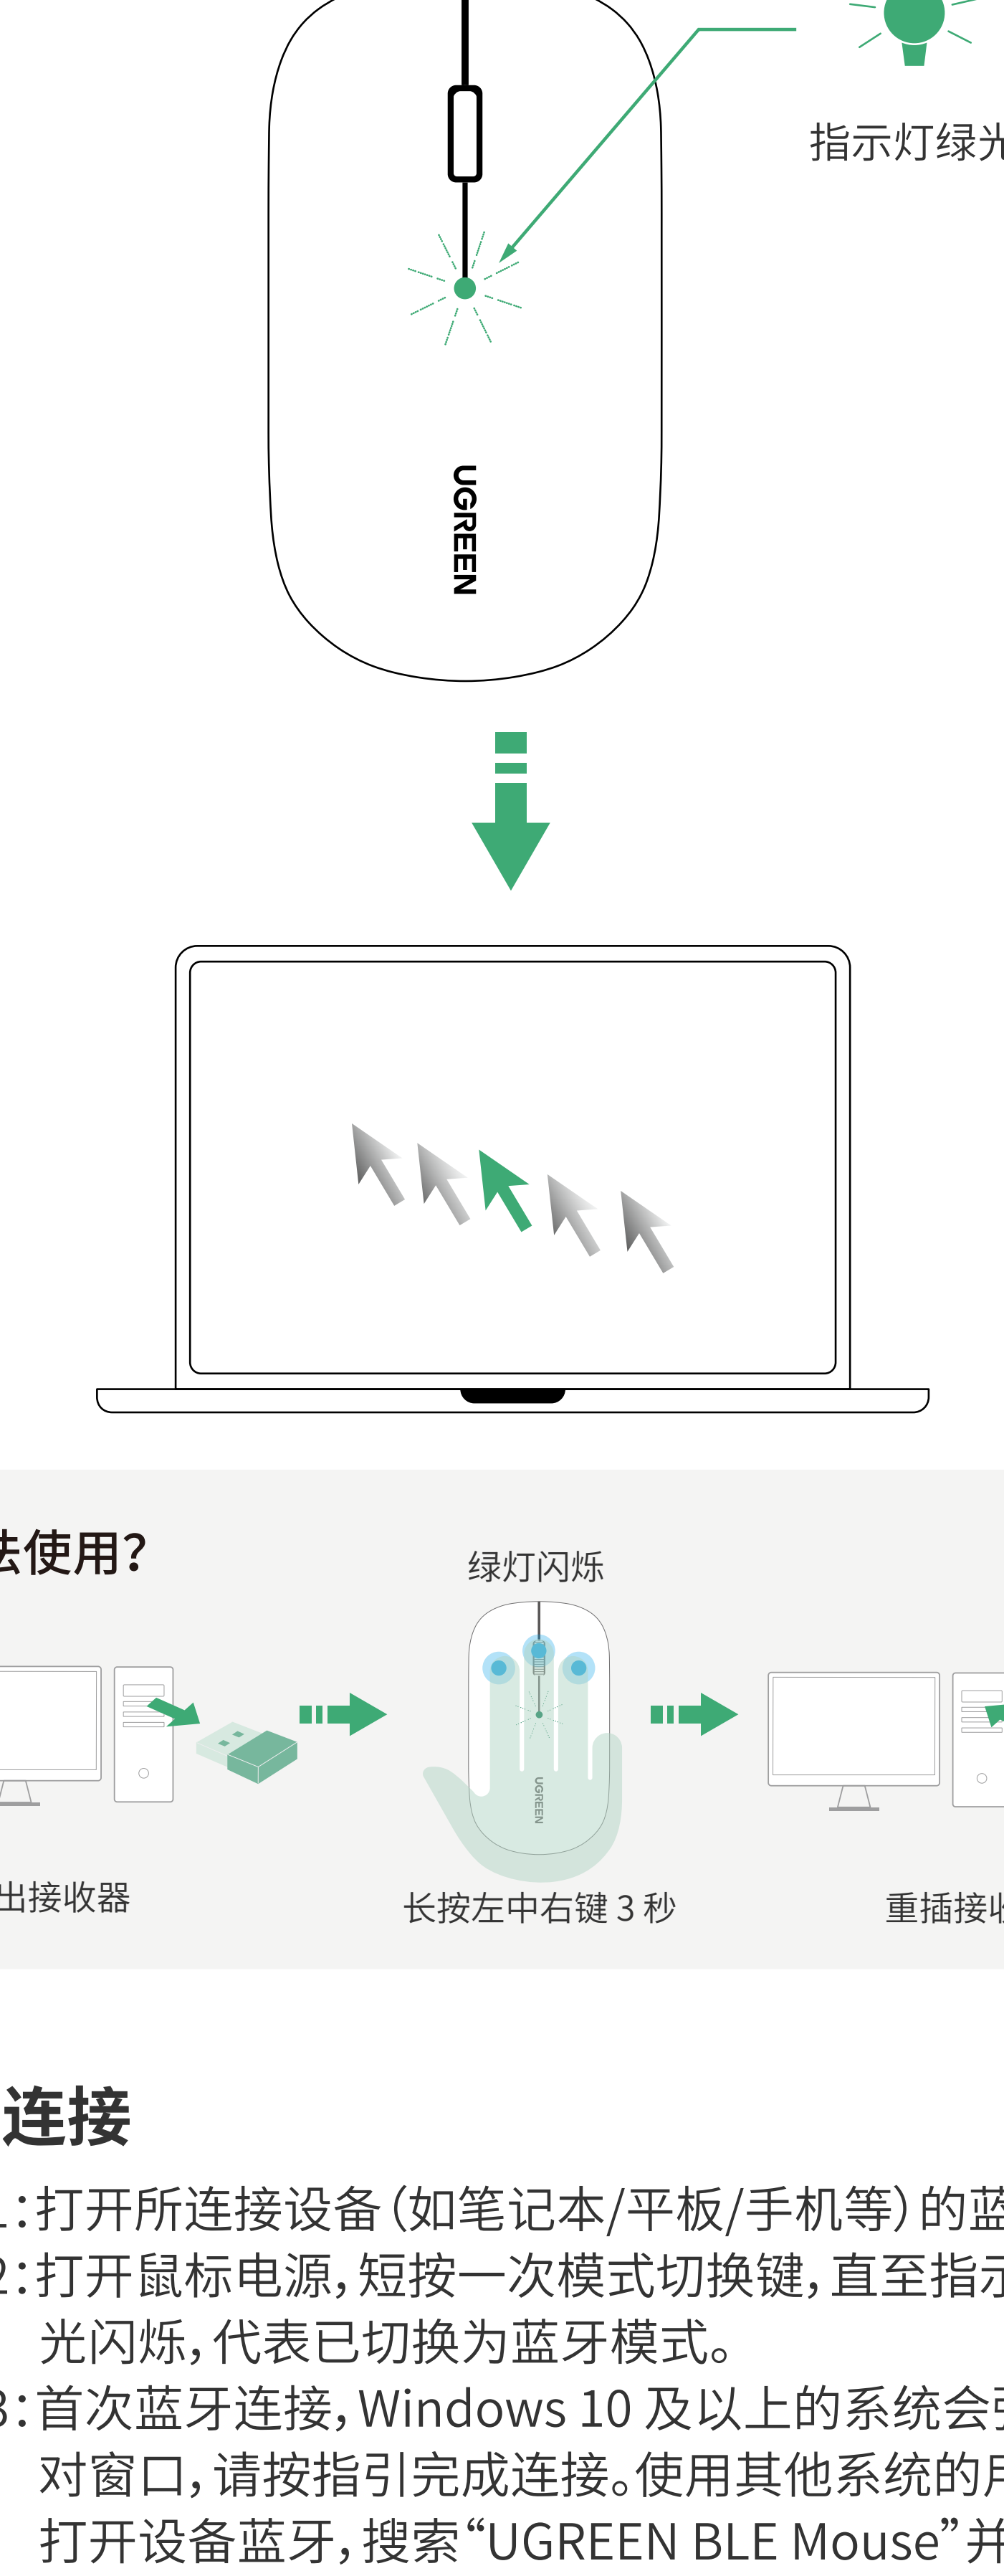 指示灯绿光
UGREEN
法使用？
绿灯闪烁
UGREEN
出接收器
长按左中右键 3 秒
重插接收
连接
1：打开所连接设备（如笔记本/平板/手机等）的蓝
2：打开鼠标电源，短按一次模式切换键，直至指示
光闪烁，代表已切换为蓝牙模式。
3：首次蓝牙连接，Windows 10 及以上的系统会
对窗口，请按指引完成连接。使用其他系统的用
打开设备蓝牙，搜索“UGREEN BLE Mouse”并